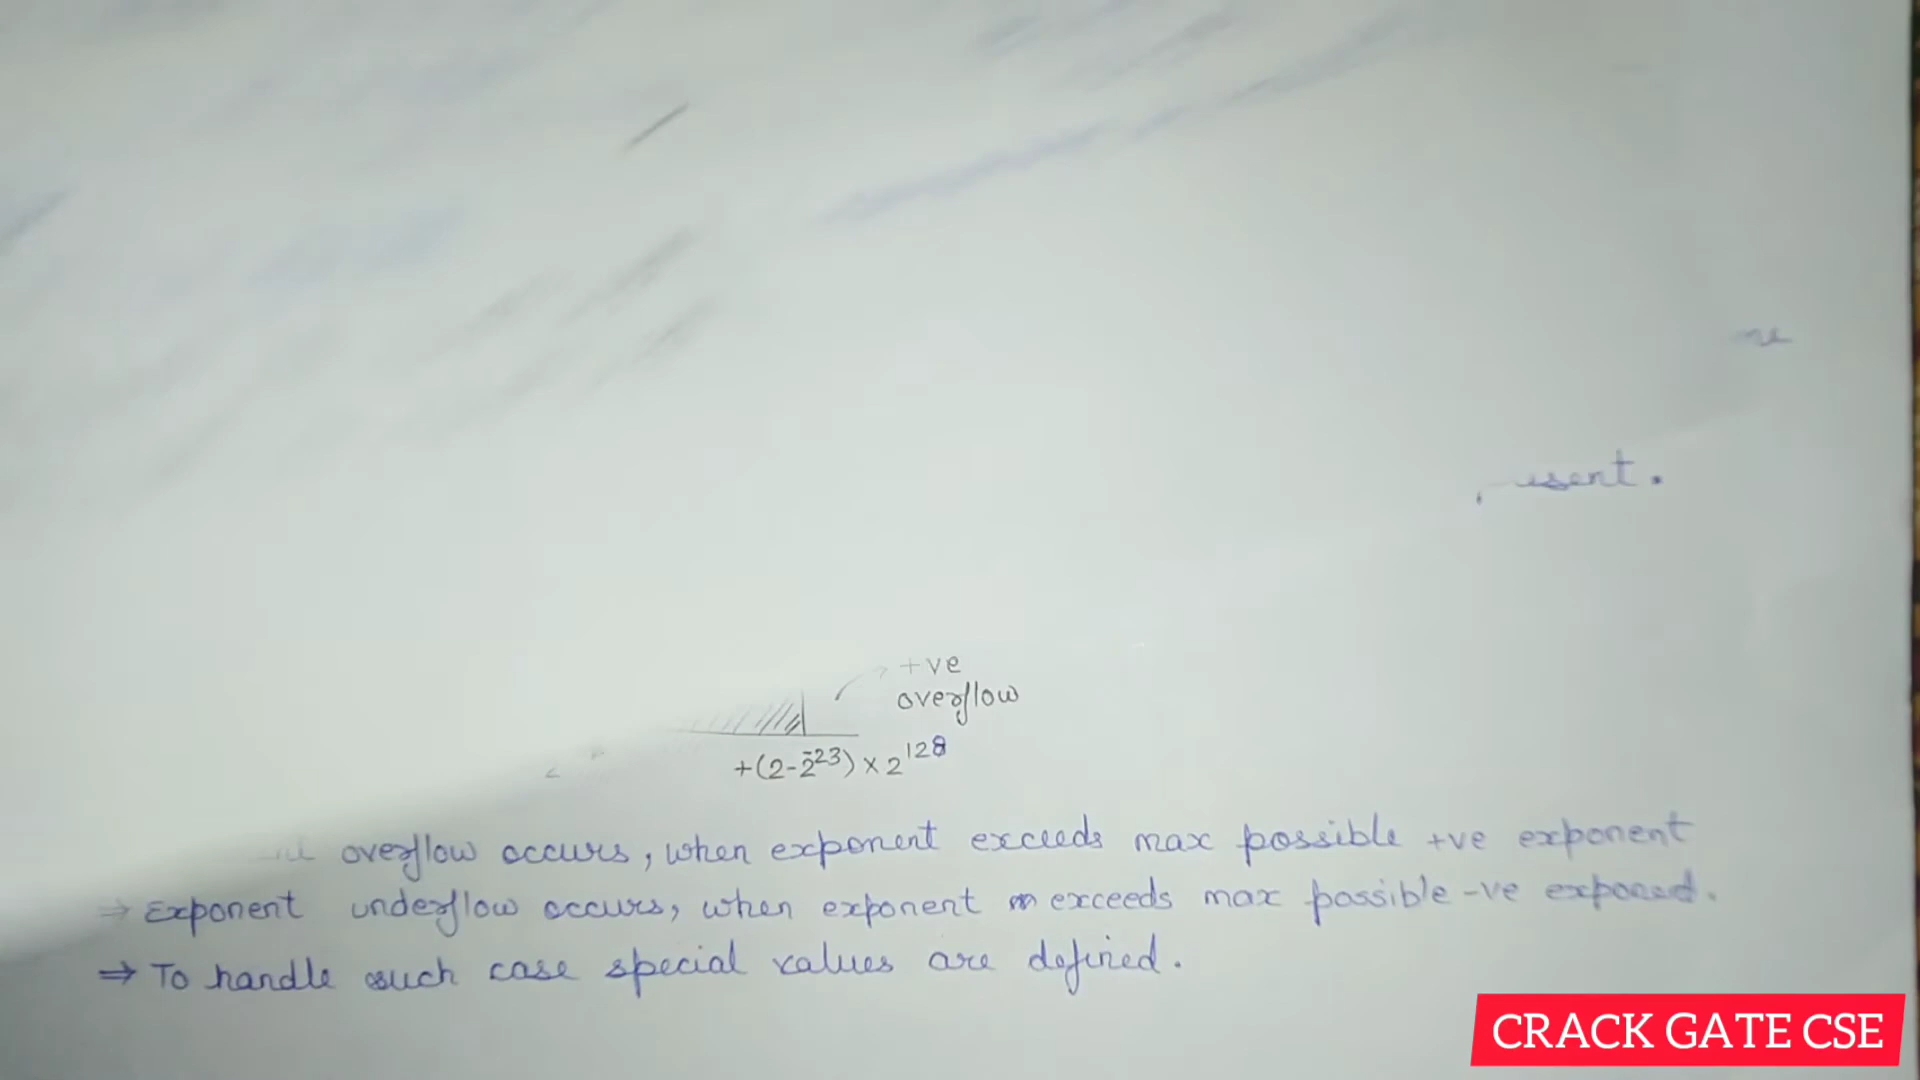 +ve
overflow
+(2-2⁻²³) × 2¹²⁸
overflow occurs, when exponent exceeds max possible +ve exponent
⇒ Exponent underflow occurs, when exponent exceeds max possible -ve exponed.
⇒ To handle such case special values are defined.
CRACK GATE CSE